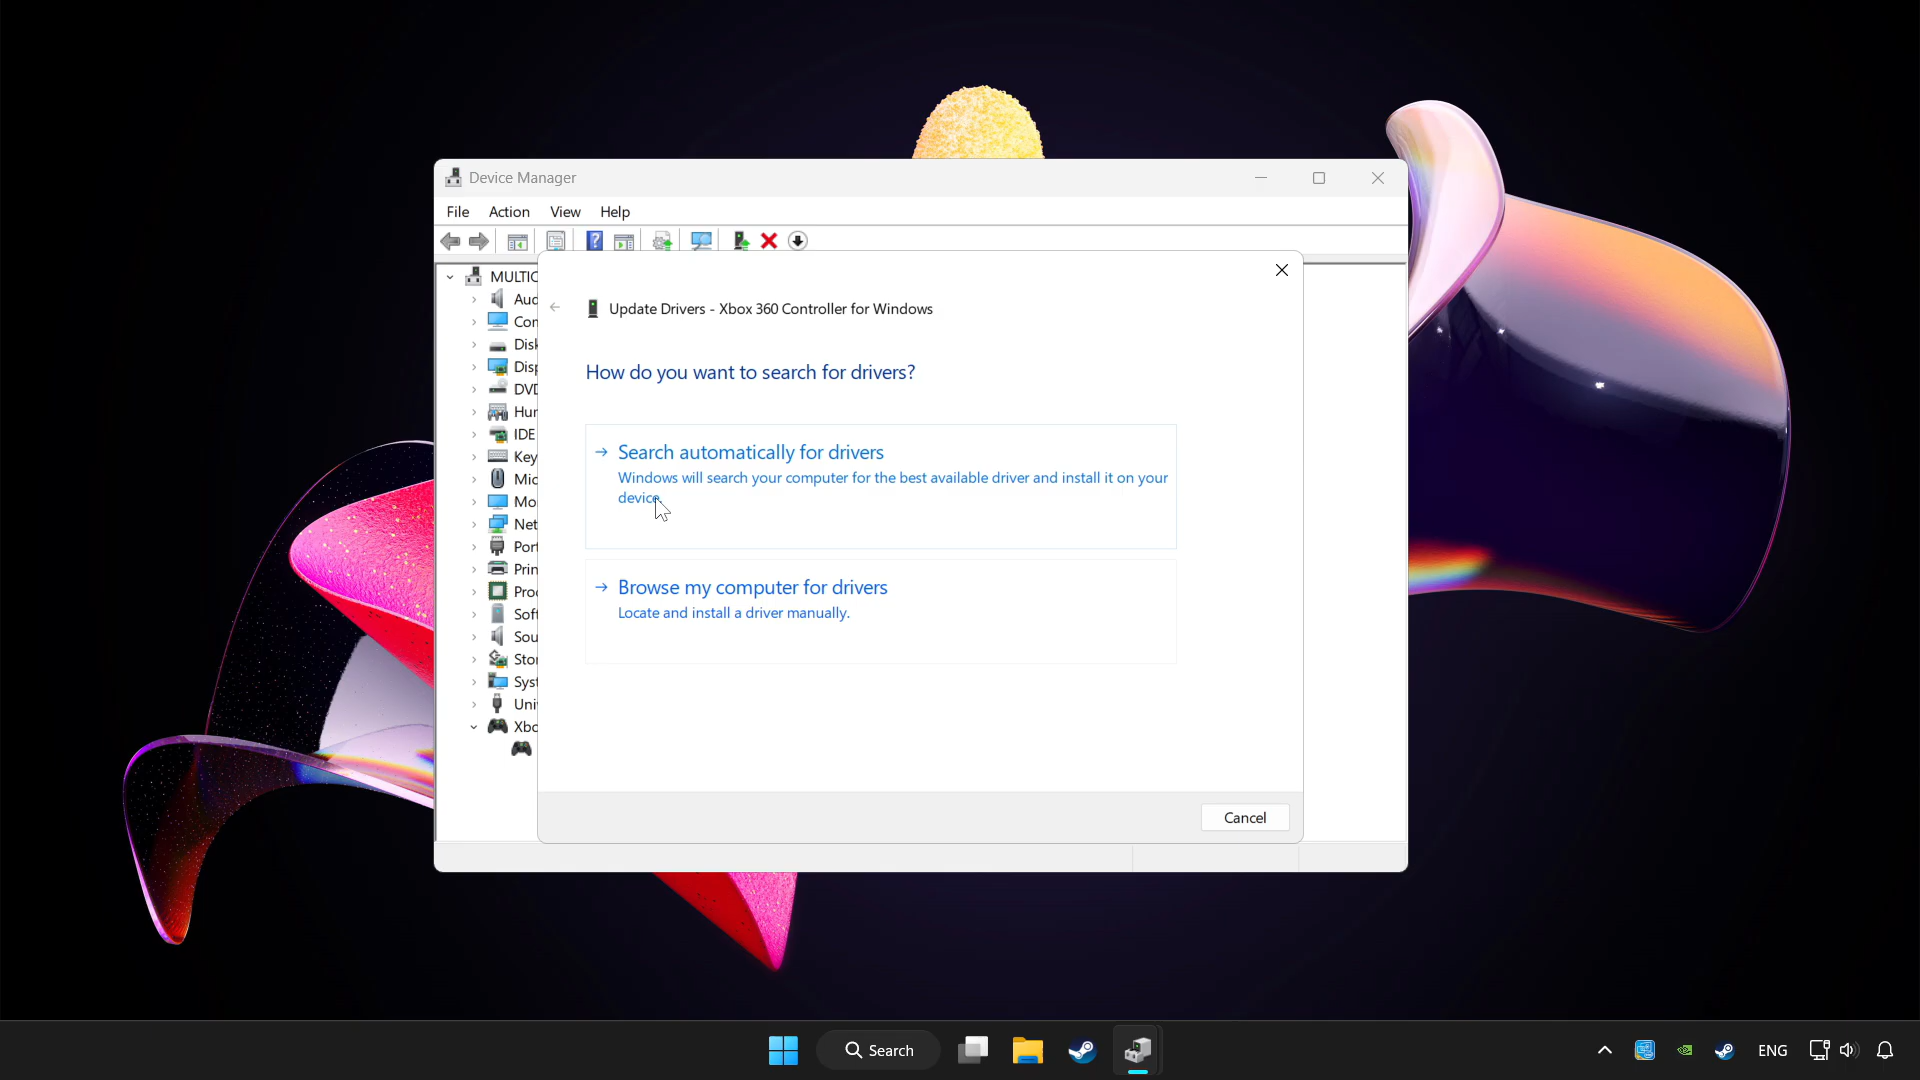 Device Manager
File Action View Help
MULTIC
Aud
Con
Disk
Disp
DVD
Hun
IDE
Key
Mic
Mo
Net
Port
Prin
Proc
Soft
Sou
Stor
Syst
Uni
Xbo
Update Drivers - Xbox 360 Controller for Windows
How do you want to search for drivers?
Search automatically for drivers
Windows will search your computer for the best available driver and install it on your
device.
Browse my computer for drivers
Locate and install a driver manually.
Cancel
Search
ENG